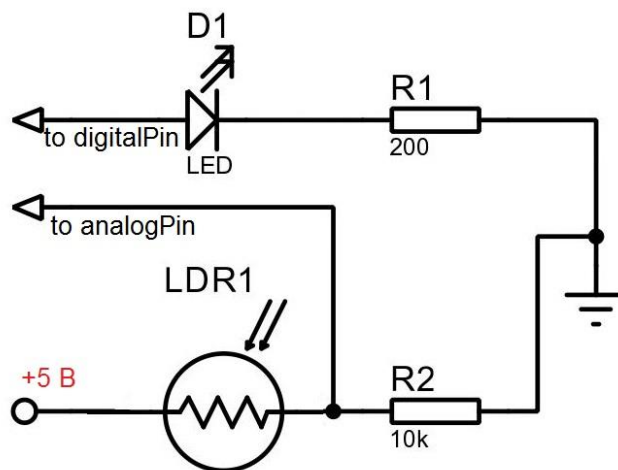 D1
LED
to digitalPin
R1
200
to analogPin
LDR1
+5 В
R2
10k